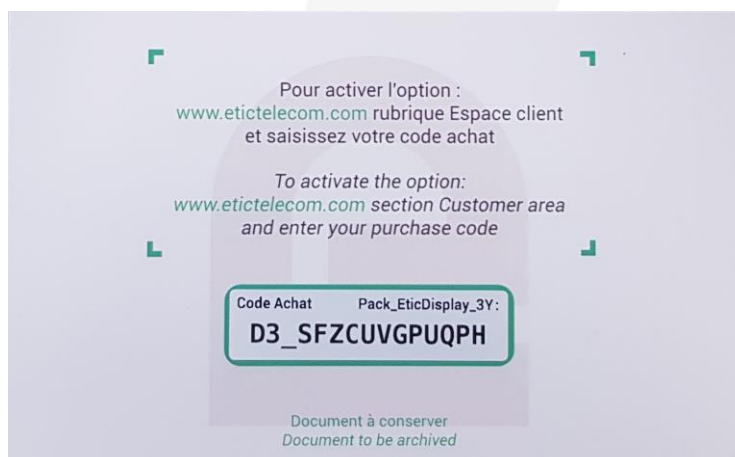 Pour activer l'option :
www.etictelecom.com rubrique Espace client
et saisissez votre code achat
To activate the option:
www.etictelecom.com section Customer area
and enter your purchase code
Code Achat Pack_EticDisplay_3Y:
D3_SFZCUVGPUQPH
Document à conserver
Document to be archived